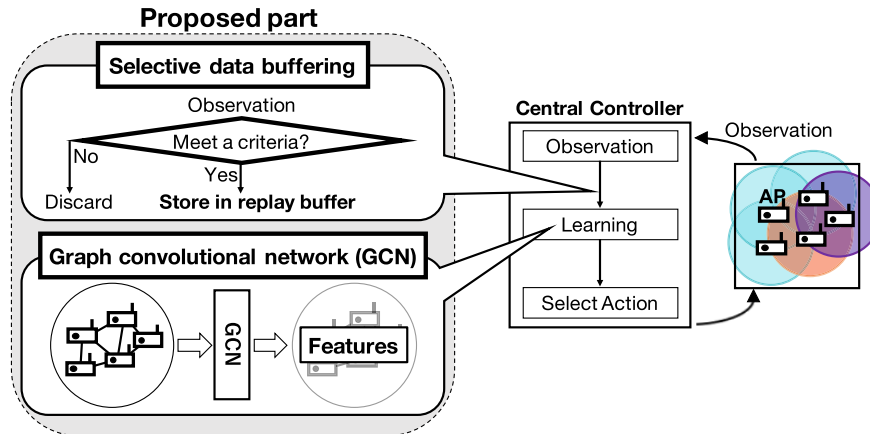 Proposed part
Selective data buffering
Observation
Meet a criteria?
No
Yes
Discard
Store in replay buffer
Graph convolutional network (GCN)
GCN
Features
Central Controller
Observation
Learning
Select Action
Observation
AP